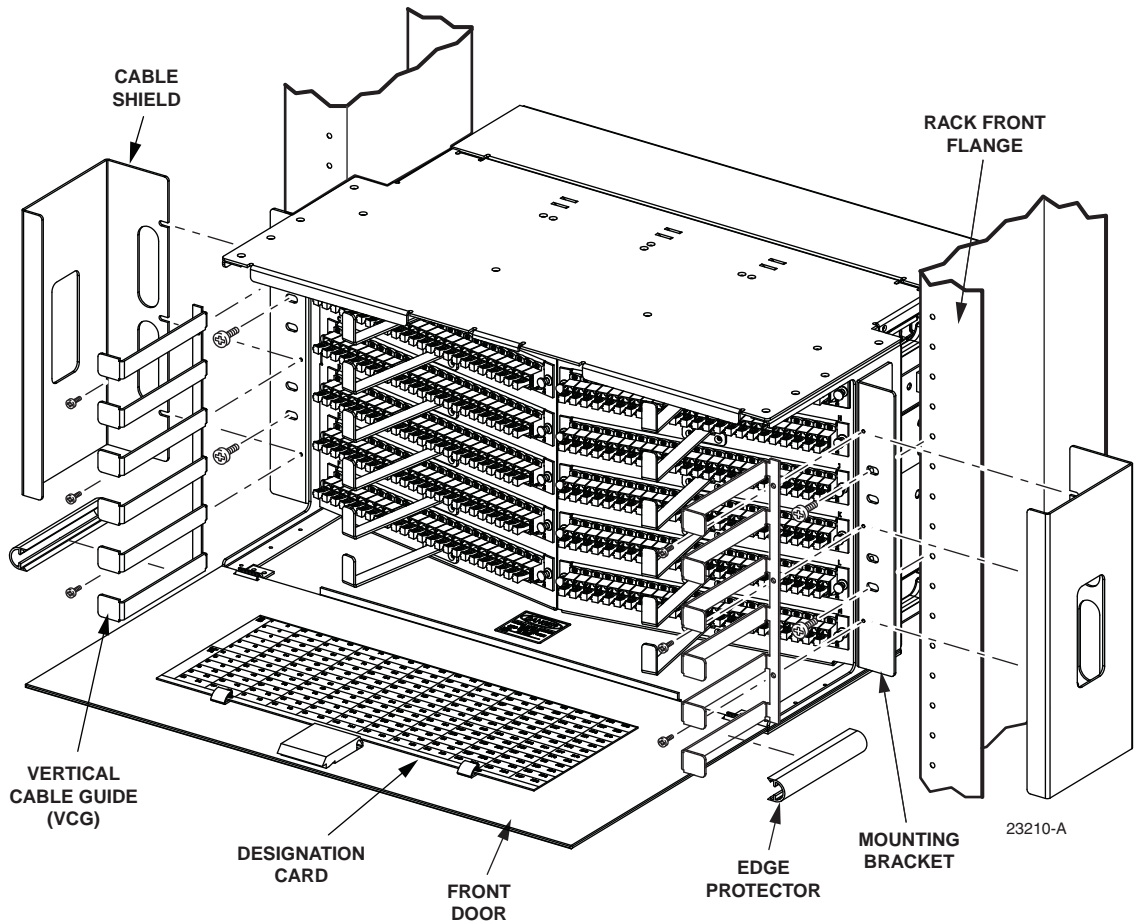 CABLE
SHIELD
RACK FRONT
FLANGE
VERTICAL
CABLE GUIDE
(VCG)
DESIGNATION
CARD
FRONT
DOOR
EDGE
PROTECTOR
MOUNTING
BRACKET
23210-A